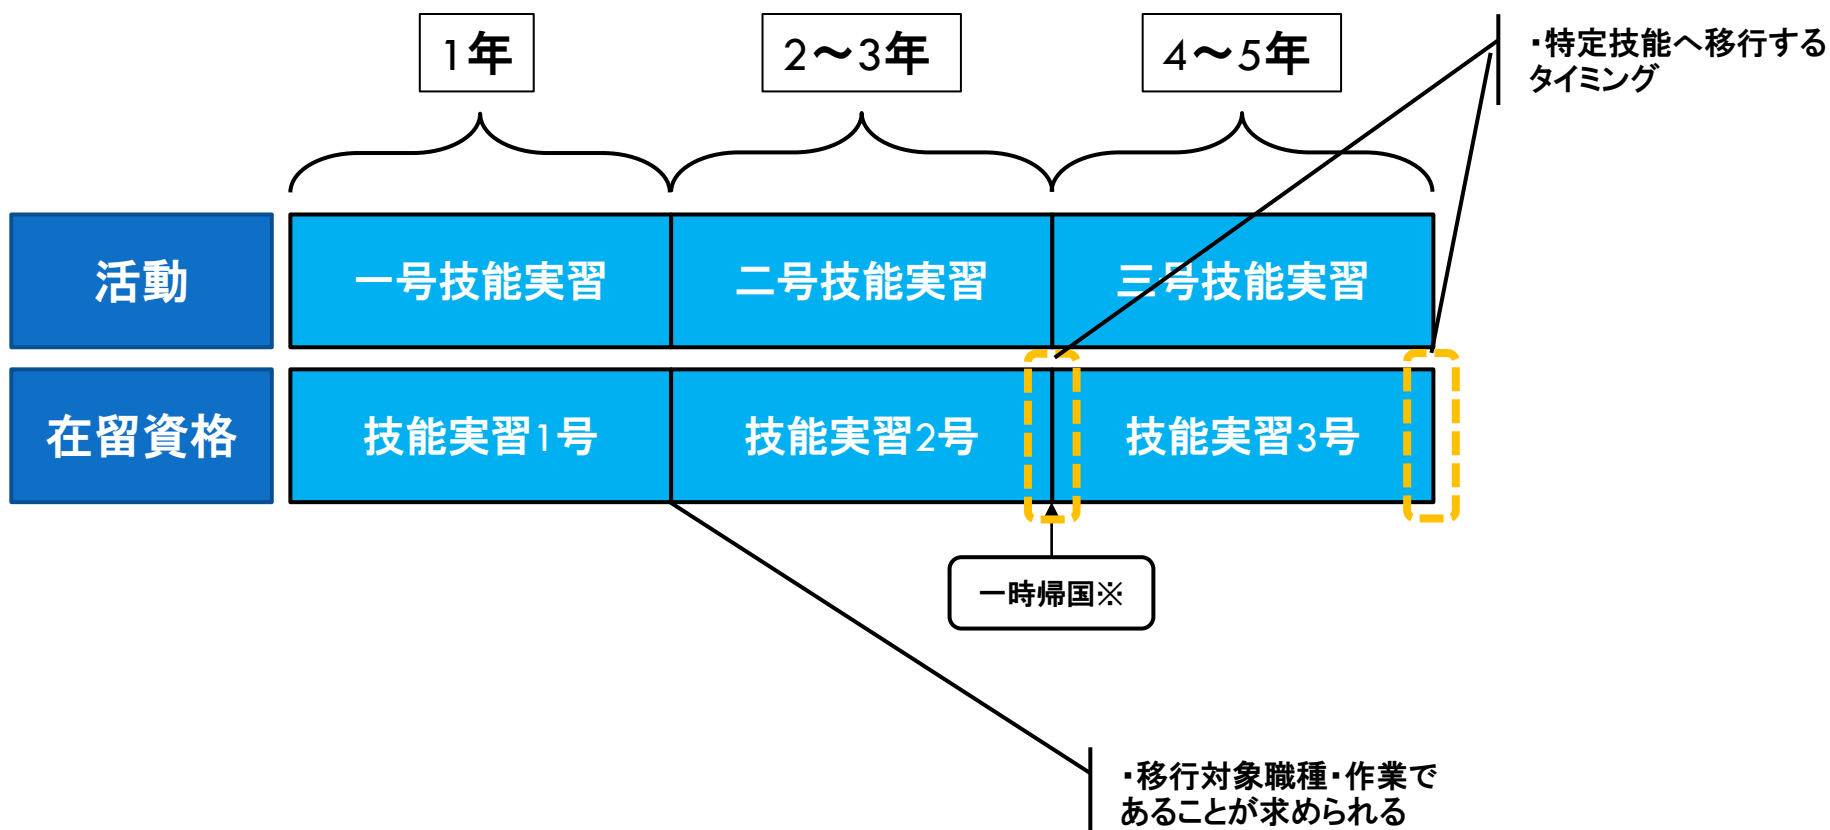 1年
2～3年
4～5年
・特定技能へ移行する
タイミング
活動
一号技能実習
二号技能実習
三号技能実習
在留資格
技能実習1号
技能実習2号
技能実習3号
一時帰国※
・移行対象職種・作業で
あることが求められる